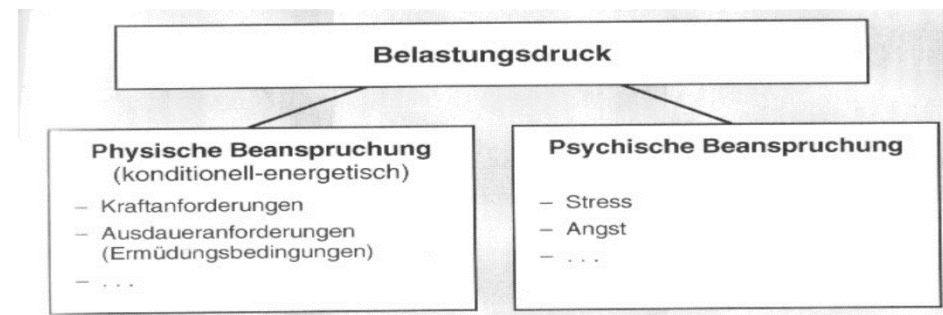 Belastungsdruck
Physische Beanspruchung
(konditionell-energetisch)
– Kraftanforderungen
– Ausdaueranforderungen
(Ermüdungsbedingungen)
– . . .
Psychische Beanspruchung
– Stress
– Angst
– . . .